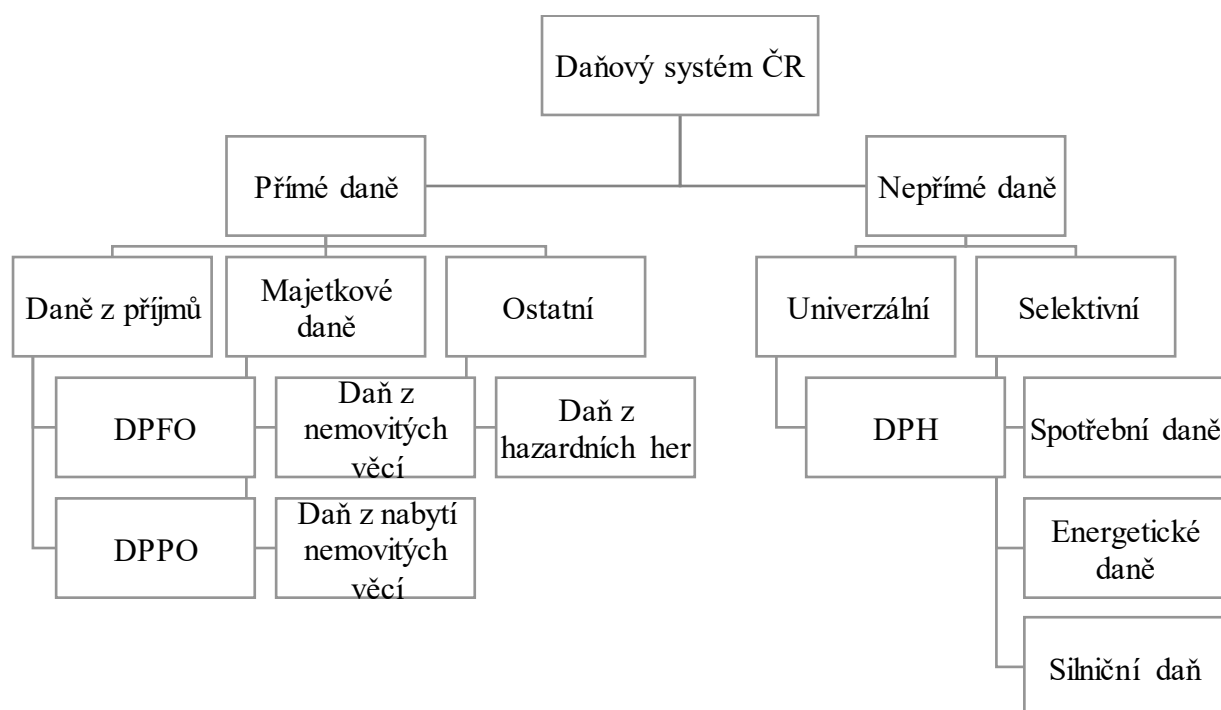 Daňový systém ČR
Přímé daně
Nepřímé daně
Daně z příjmů
Majetkové
daně
Ostatní
Univerzální
Selektivní
DPFO
Daň z
nemovitých
věcí
Daň z
hazardních her
DPH
Spotřební daně
DPPO
Daň z nabytí
nemovitých
věcí
Energetické
daně
Silniční daň